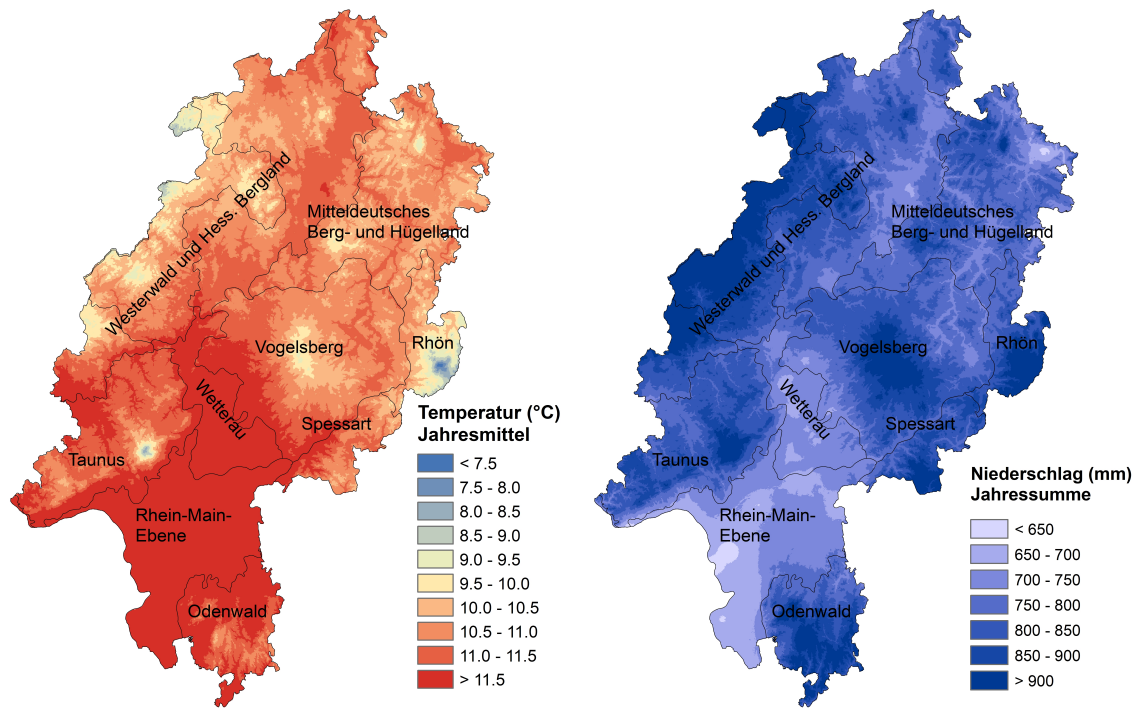 Westerwald und Hess. Bergland
Mitteldeutsches
Berg- und Hügelland
Vogelsberg
Rhön
Wetterau
Spessart
Taunus
Rhein-Main-
Ebene
Odenwald
Temperatur (°C)
Jahresmittel
< 7.5
7.5 - 8.0
8.0 - 8.5
8.5 - 9.0
9.0 - 9.5
9.5 - 10.0
10.0 - 10.5
10.5 - 11.0
11.0 - 11.5
> 11.5
Westerwald und Hess. Bergland
Mitteldeutsches
Berg- und Hügelland
Vogelsberg
Rhön
Wetterau
Spessart
Taunus
Rhein-Main-
Ebene
Odenwald
Niederschlag (mm)
Jahressumme
< 650
650 - 700
700 - 750
750 - 800
800 - 850
850 - 900
> 900